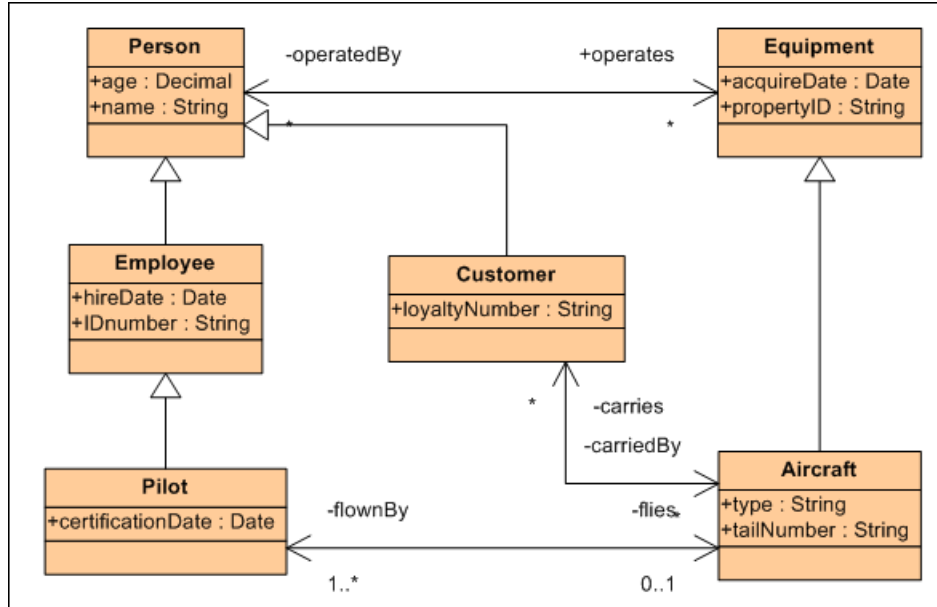 Person
+age : Decimal
+name : String
-operatedBy
+operates
Equipment
+acquireDate : Date
+propertyID : String
*
*
Employee
+hireDate : Date
+IDnumber : String
Customer
+loyaltyNumber : String
*
-carries
-carriedBy
Pilot
+certificationDate : Date
-flownBy
-flies
*
Aircraft
+type : String
+tailNumber : String
1..*
0..1